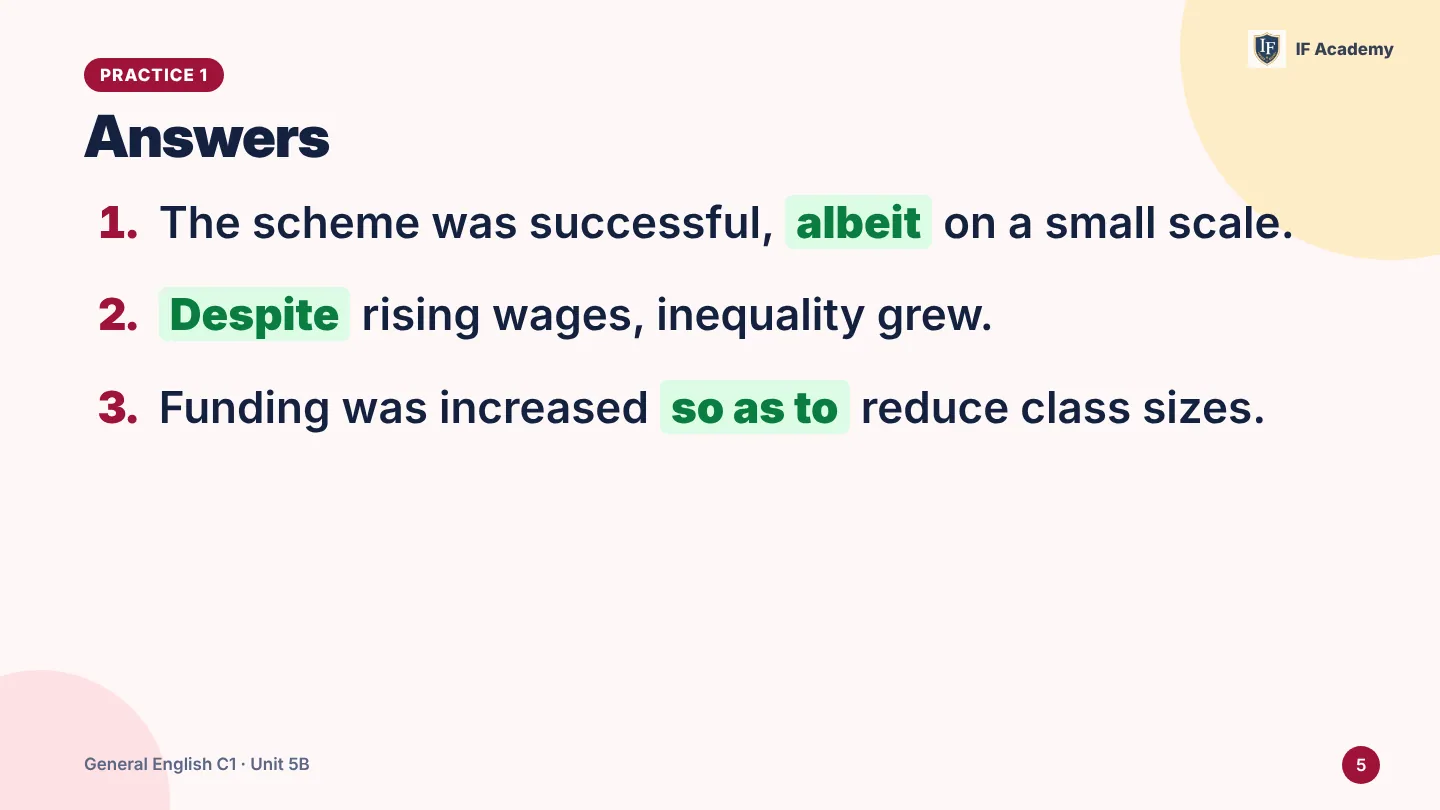 IF
IF Academy
PRACTICE 1
Answers
1. The scheme was successful, albeit on a small scale.
2. Despite rising wages, inequality grew.
3. Funding was increased so as to reduce class sizes.
General English C1 · Unit 5B
5